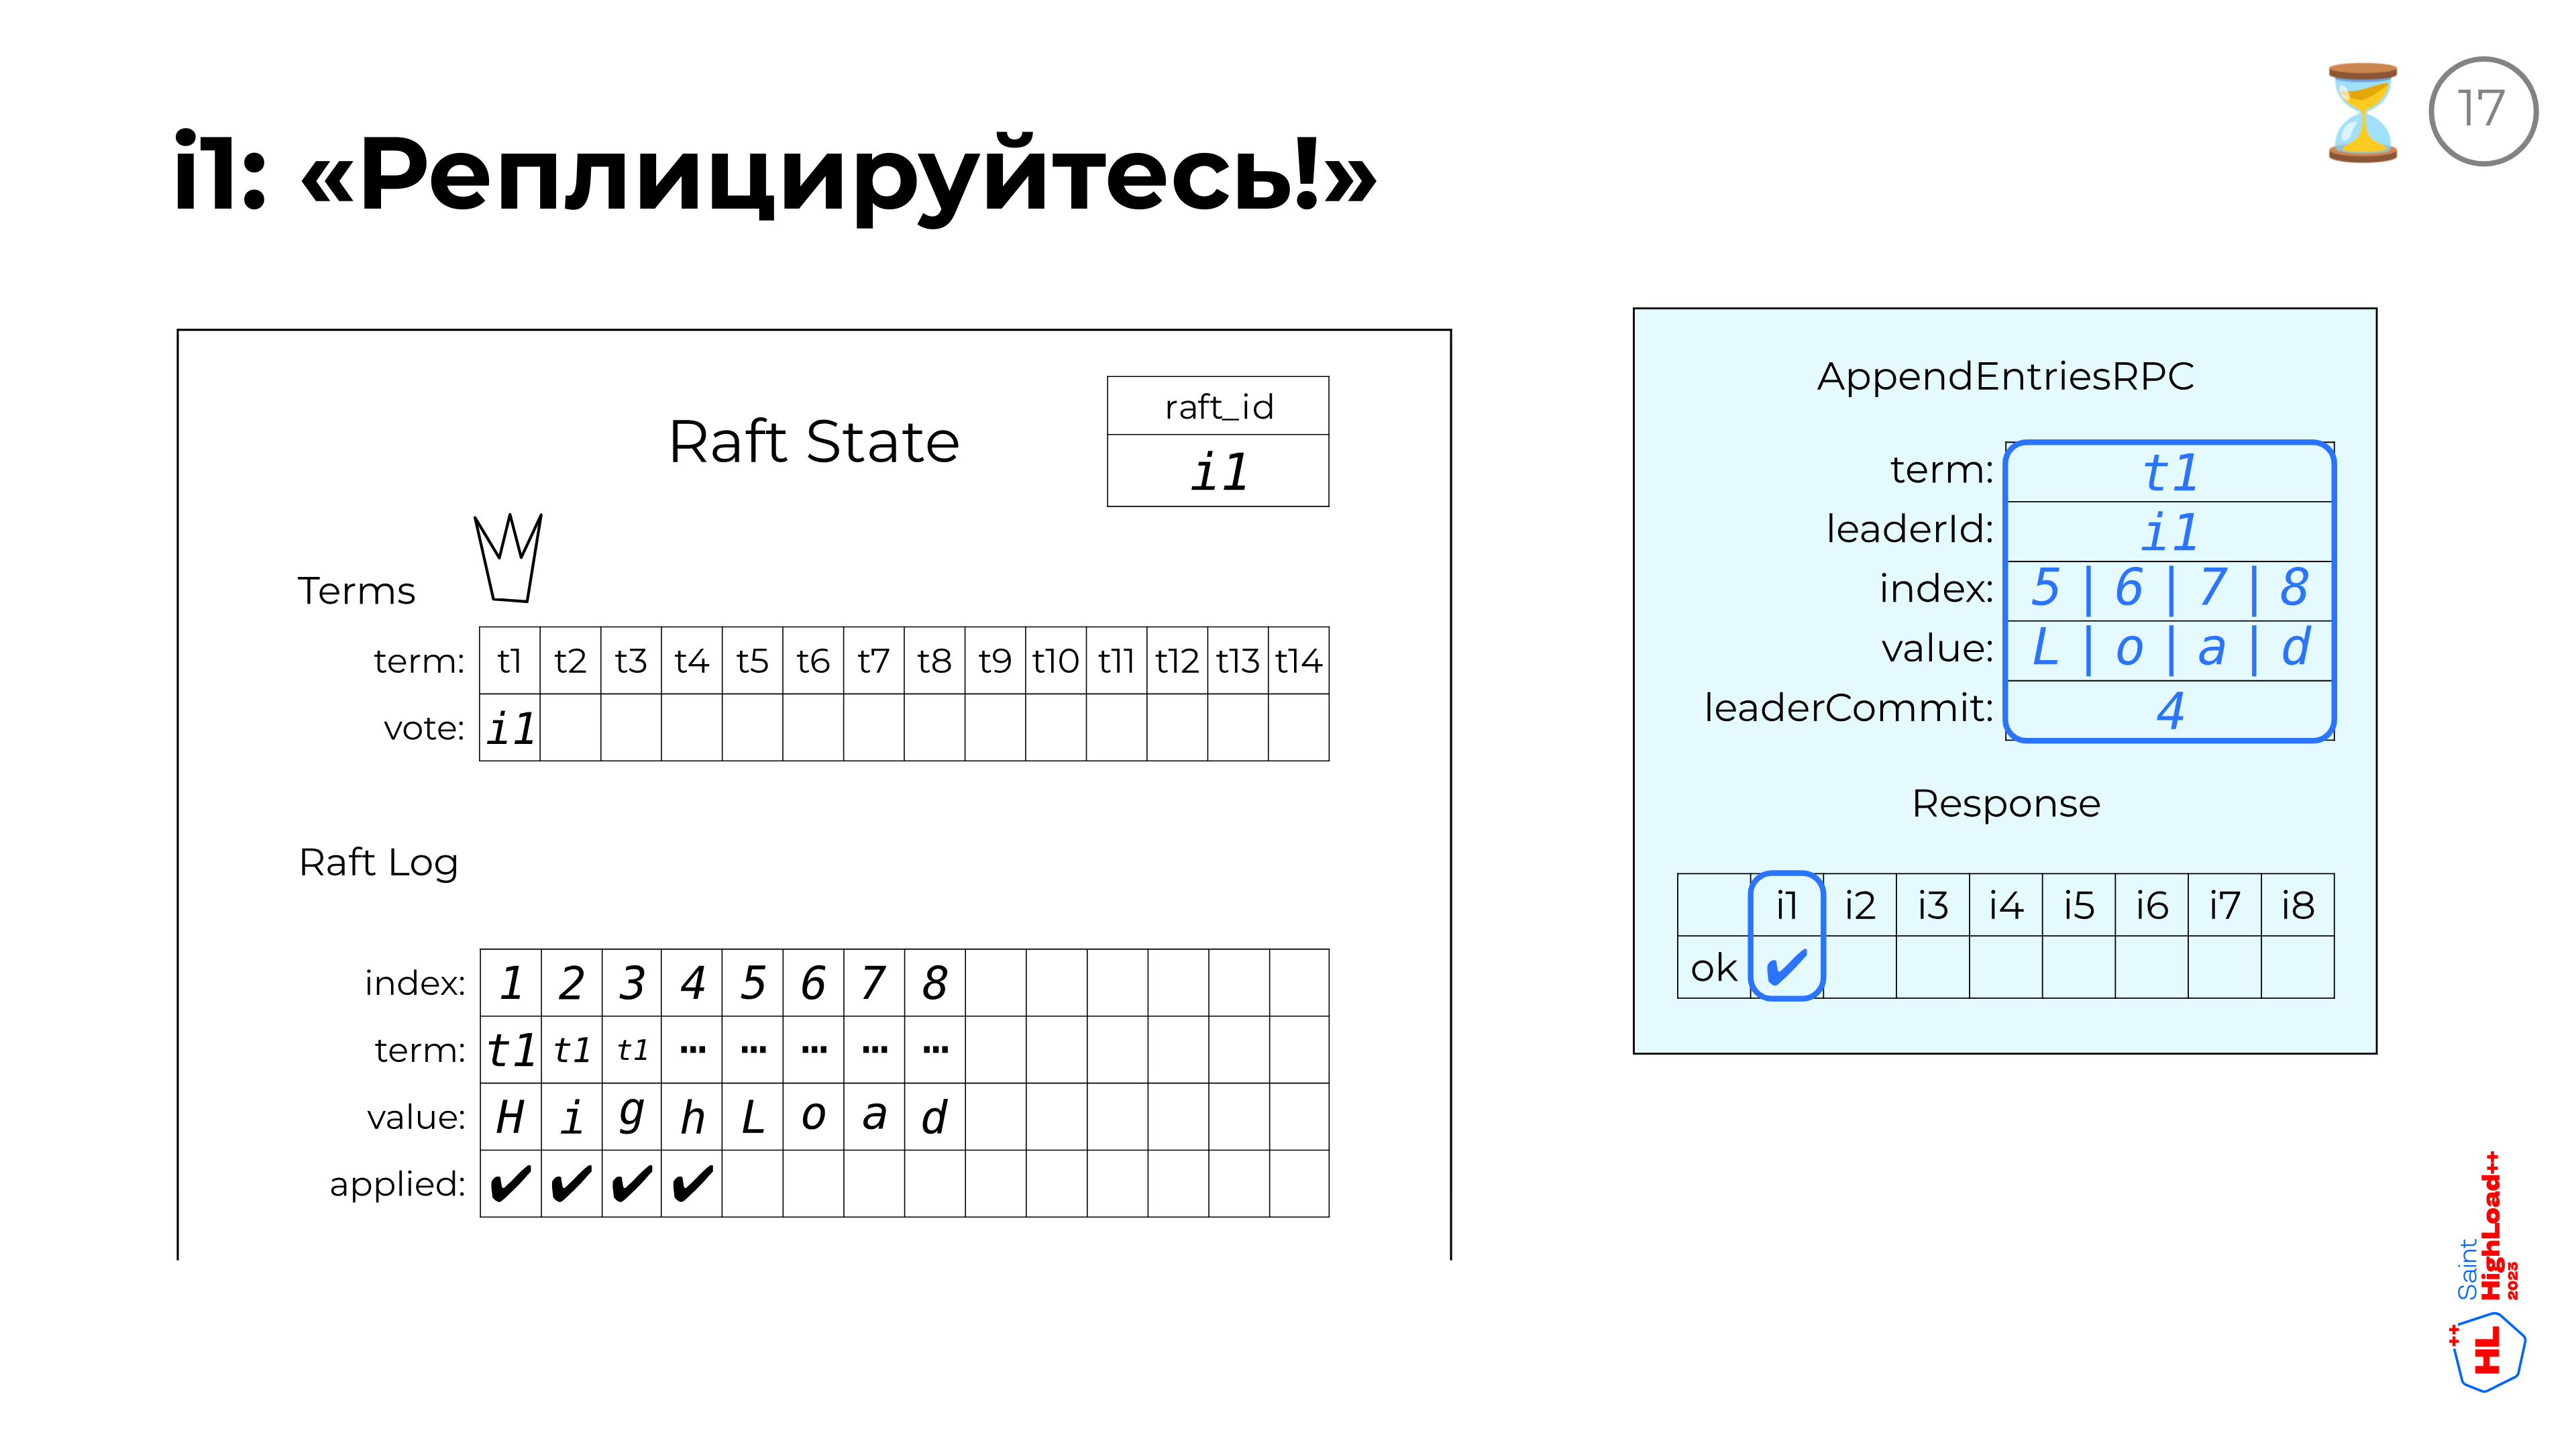 17
i1: «Реплицируйтесь!»
Raft State
raft_id
i1
Terms
term: t1 t2 t3 t4 t5 t6 t7 t8 t9 t10 t11 t12 t13 t14
vote: i1
Raft Log
index: 1 2 3 4 5 6 7 8
term: t1 t1 t1 ... ... ... ... ...
value: H i g h L o a d
applied: ✔ ✔ ✔ ✔
AppendEntriesRPC
term: t1
leaderId: i1
index: 5 | 6 | 7 | 8
value: L | o | a | d
leaderCommit: 4
Response
i1 i2 i3 i4 i5 i6 i7 i8
ok ✔
Saint
HighLoad++
2023
HL++